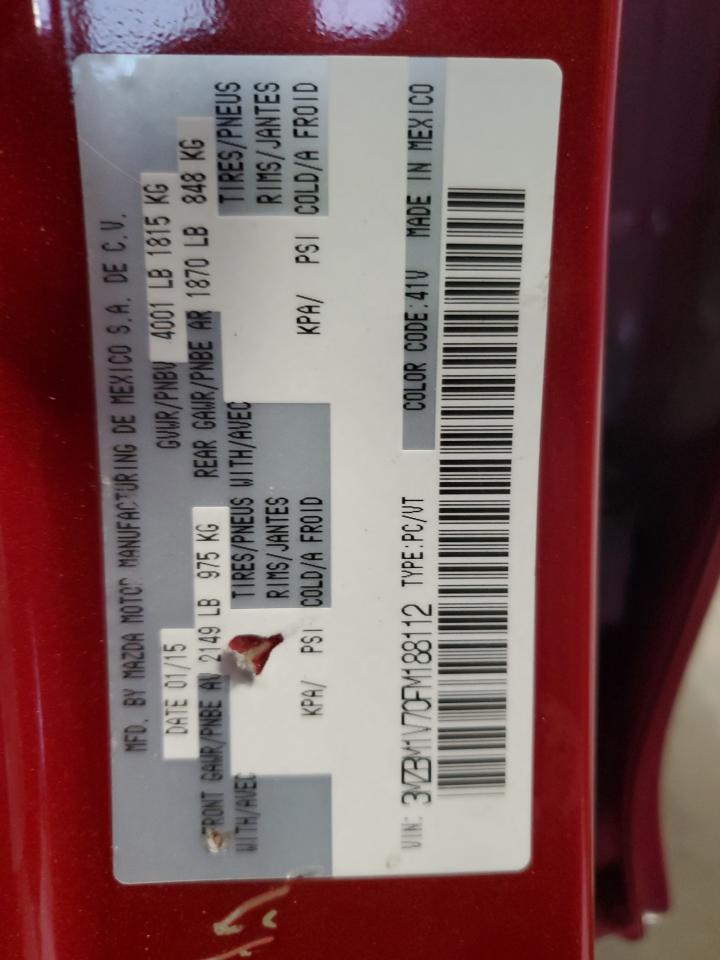 MFD. BY MAZDA MOTOR MANUFACTURING DE MEXICO S.A. DE C.V.
DATE 01/15
GVWR/PNBV 4001 LB 1815 KG
FRONT GAWR/PNBE AV 2149 LB 975 KG
REAR GAWR/PNBE AR 1870 LB 848 KG
WITH/AVEC
TIRES/PNEUS
WITH/AVEC
TIRES/PNEUS
RIMS/JANTES
RIMS/JANTES
KPA/ PSI COLD/A FROID
KPA/ PSI COLD/A FROID
COLOR CODE:41V MADE IN MEXICO
VIN: 3MZBM1V70FM188112 TYPE:PC/VT